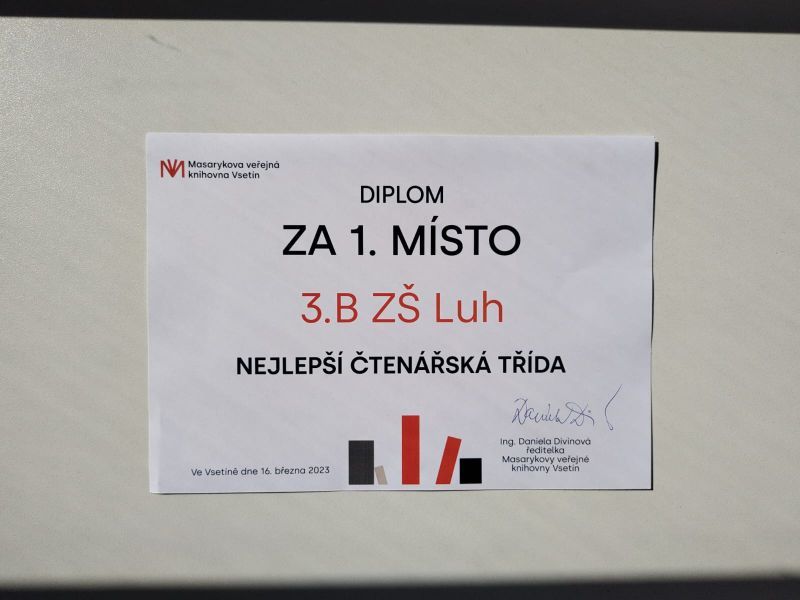 Masarykova veřejná
knihovna Vsetín
DIPLOM
ZA 1. MÍSTO
3.B ZŠ Luh
NEJLEPŠÍ ČTENÁŘSKÁ TŘÍDA
Ing. Daniela Divínová
ředitelka
Masarykovy veřejné
knihovny Vsetín
Ve Vsetíně dne 16. března 2023